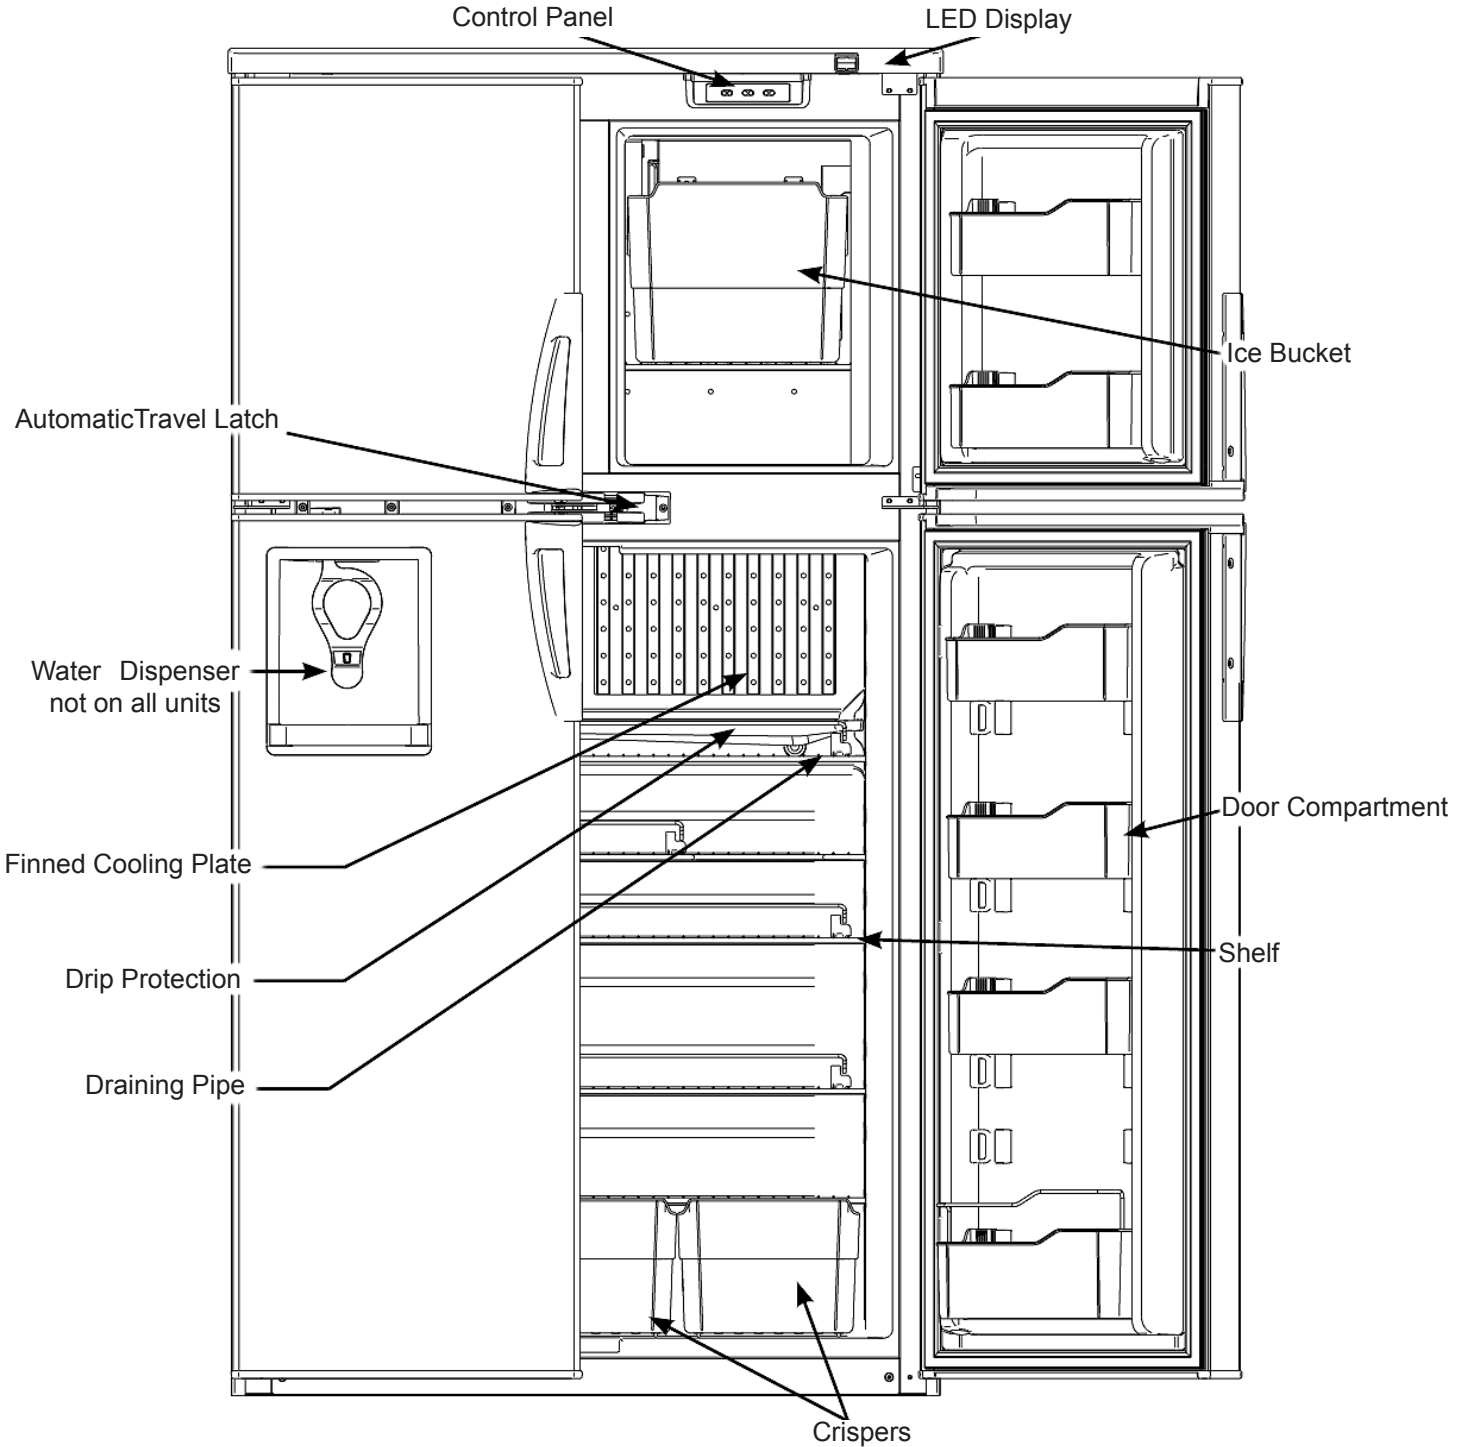 Control Panel
LED Display
Ice Bucket
AutomaticTravel Latch
Water Dispenser
not on all units
Door Compartment
Finned Cooling Plate
Shelf
Drip Protection
Draining Pipe
Crispers